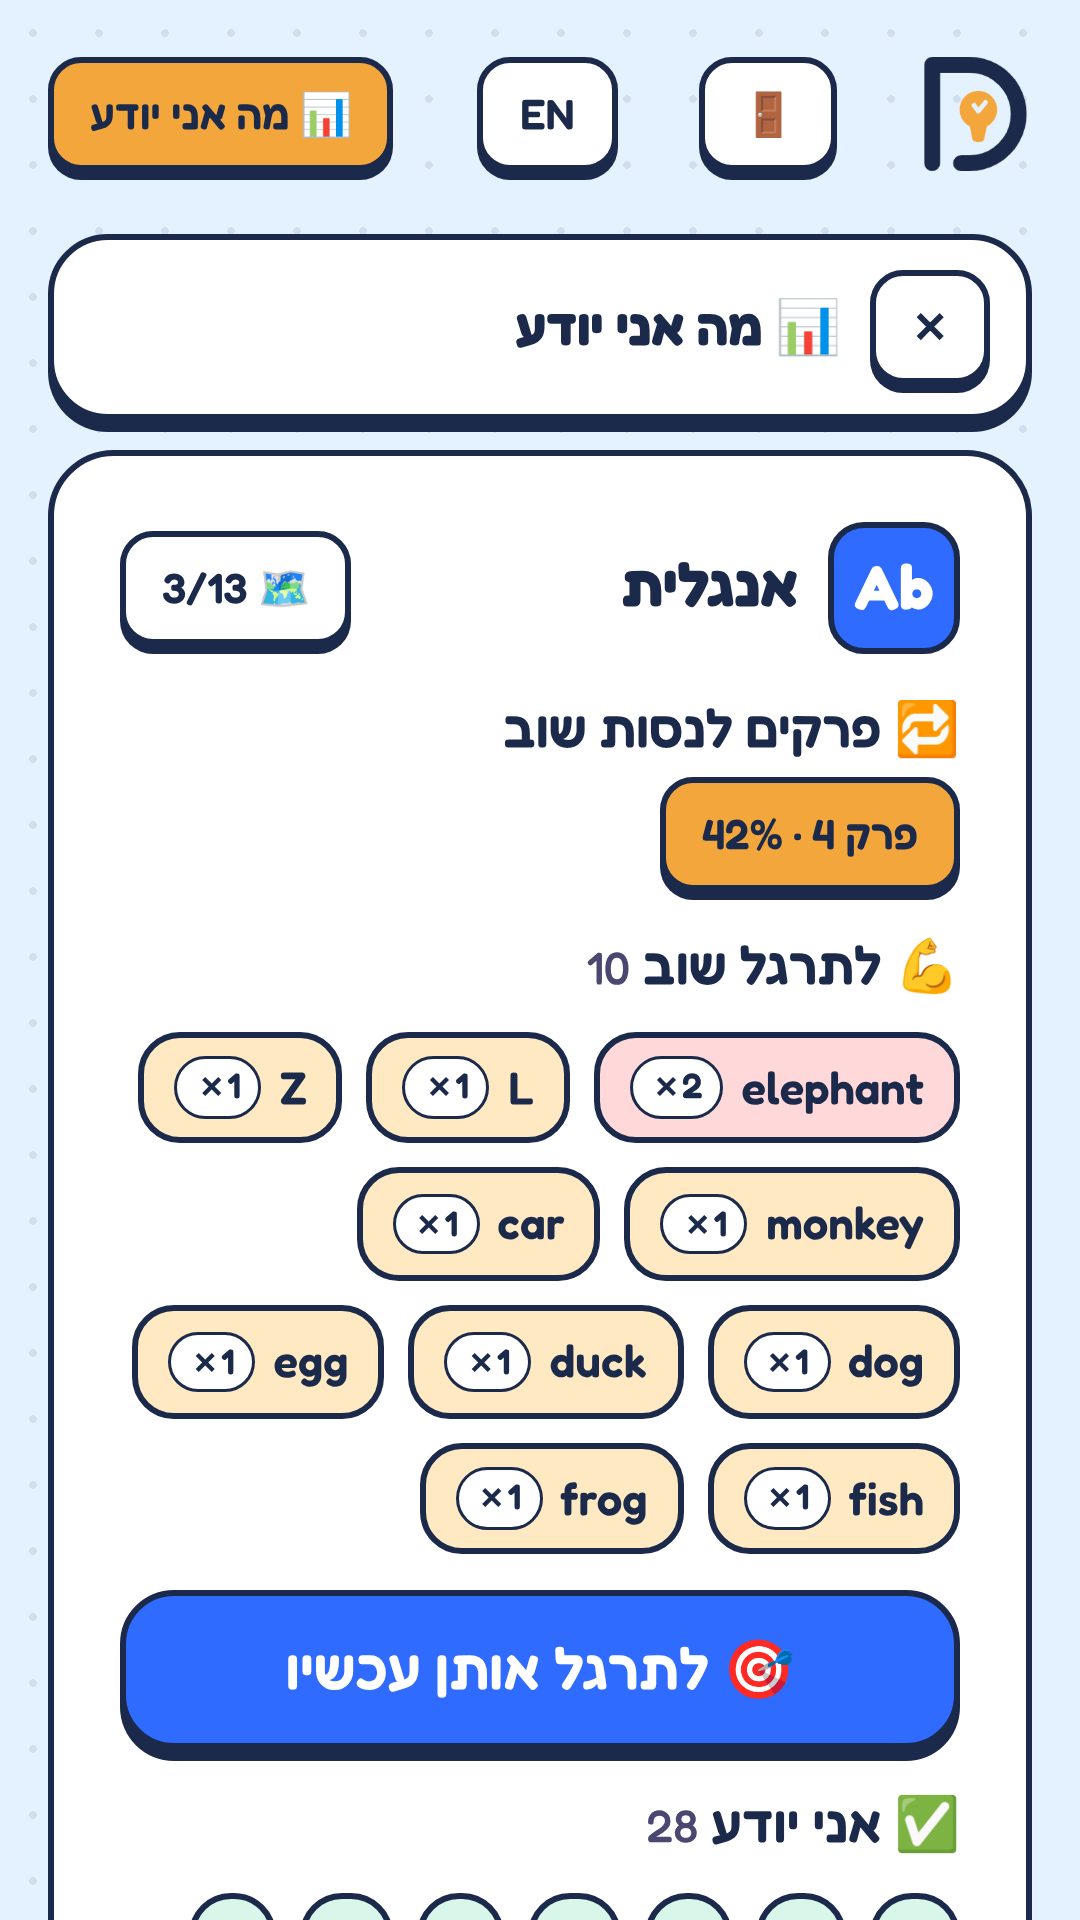 EN
📊 מה אני יודע
× 📊 מה אני יודע
Ab אנגלית 🗺️ 3/13
🔁 פרקים לנסות שוב
פרק 4 · 42%
💪 לתרגל שוב 10
elephant ×2 L ×1 Z ×1
monkey ×1 car ×1
dog ×1 duck ×1 egg ×1
fish ×1 frog ×1
🎯 לתרגל אותן עכשיו
✅ אני יודע 28